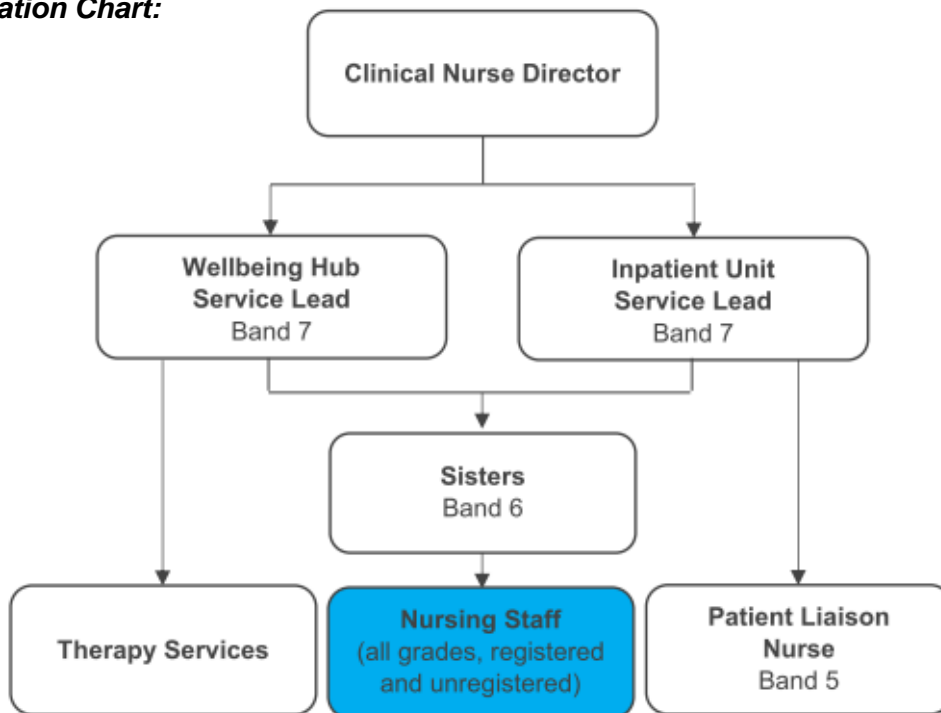 ation Chart:
Clinical Nurse Director
Wellbeing Hub
Service Lead
Band 7
Inpatient Unit
Service Lead
Band 7
Sisters
Band 6
Therapy Services
Nursing Staff
(all grades, registered
and unregistered)
Patient Liaison
Nurse
Band 5